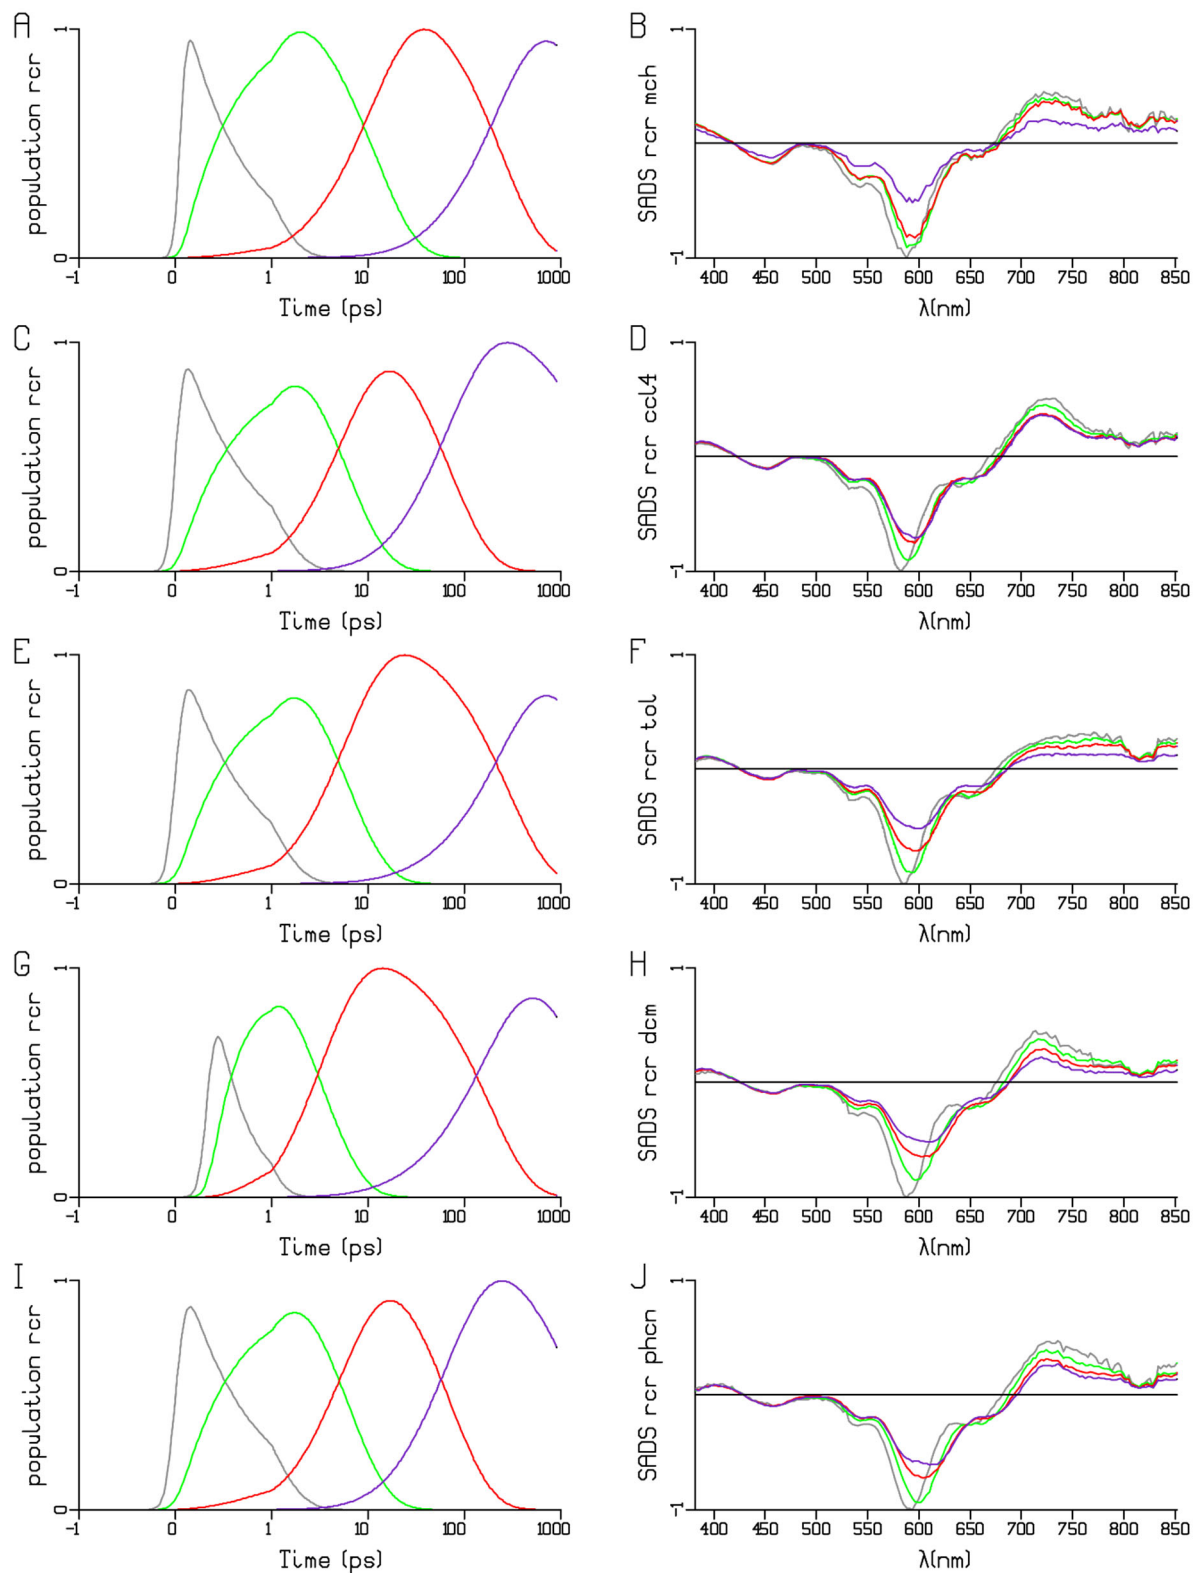 A
B
population rcr
1
0
-1 0 1 10 100 1000
Time (ps)
SADS rcr mch
1
-1
400 450 500 550 600 650 700 750 800 850
λ(nm)
C
D
population rcr
1
0
-1 0 1 10 100 1000
Time (ps)
SADS rcr ccl4
1
-1
400 450 500 550 600 650 700 750 800 850
λ(nm)
E
F
population rcr
1
0
-1 0 1 10 100 1000
Time (ps)
SADS rcr tol
1
-1
400 450 500 550 600 650 700 750 800 850
λ(nm)
G
H
population rcr
1
0
-1 0 1 10 100 1000
Time (ps)
SADS rcr dcm
1
-1
400 450 500 550 600 650 700 750 800 850
λ(nm)
I
J
population rcr
1
0
-1 0 1 10 100 1000
Time (ps)
SADS rcr phcn
1
-1
400 450 500 550 600 650 700 750 800 850
λ(nm)